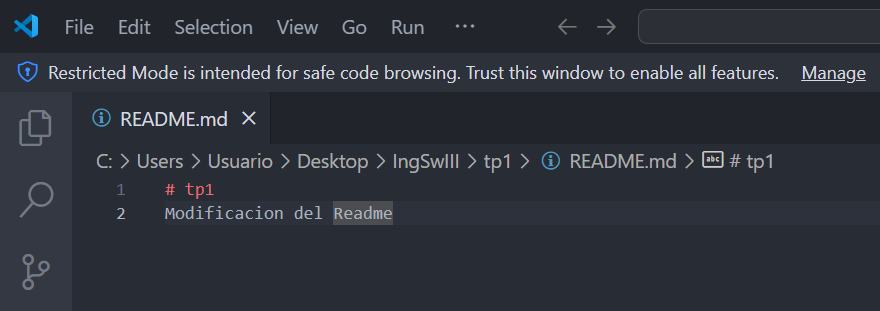 File Edit Selection View Go Run ···
Restricted Mode is intended for safe code browsing. Trust this window to enable all features. Manage
README.md
C: > Users > Usuario > Desktop > IngSwIII > tp1 > README.md > abc # tp1
1 # tp1
2 Modificacion del Readme